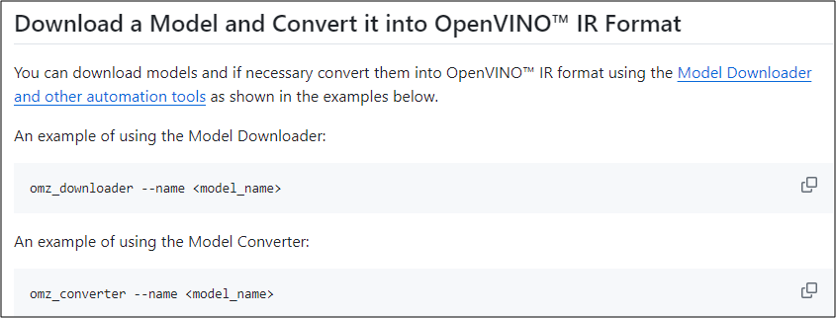 Download a Model and Convert it into OpenVINO™ IR Format
You can download models and if necessary convert them into OpenVINO™ IR format using the Model Downloader
and other automation tools as shown in the examples below.
An example of using the Model Downloader:
omz_downloader --name <model_name>
An example of using the Model Converter:
omz_converter --name <model_name>